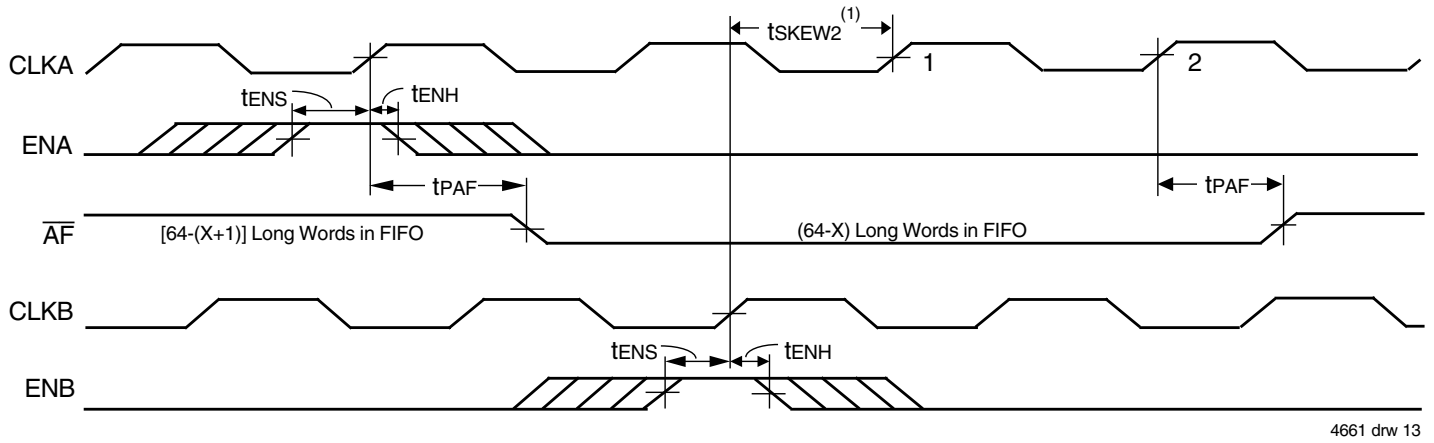 tSKEW2(1)
CLKA 1 2
tENS tENH
ENA
tPAF tPAF
AF [64-(X+1)] Long Words in FIFO (64-X) Long Words in FIFO
CLKB
tENS tENH
ENB
4661 drw 13